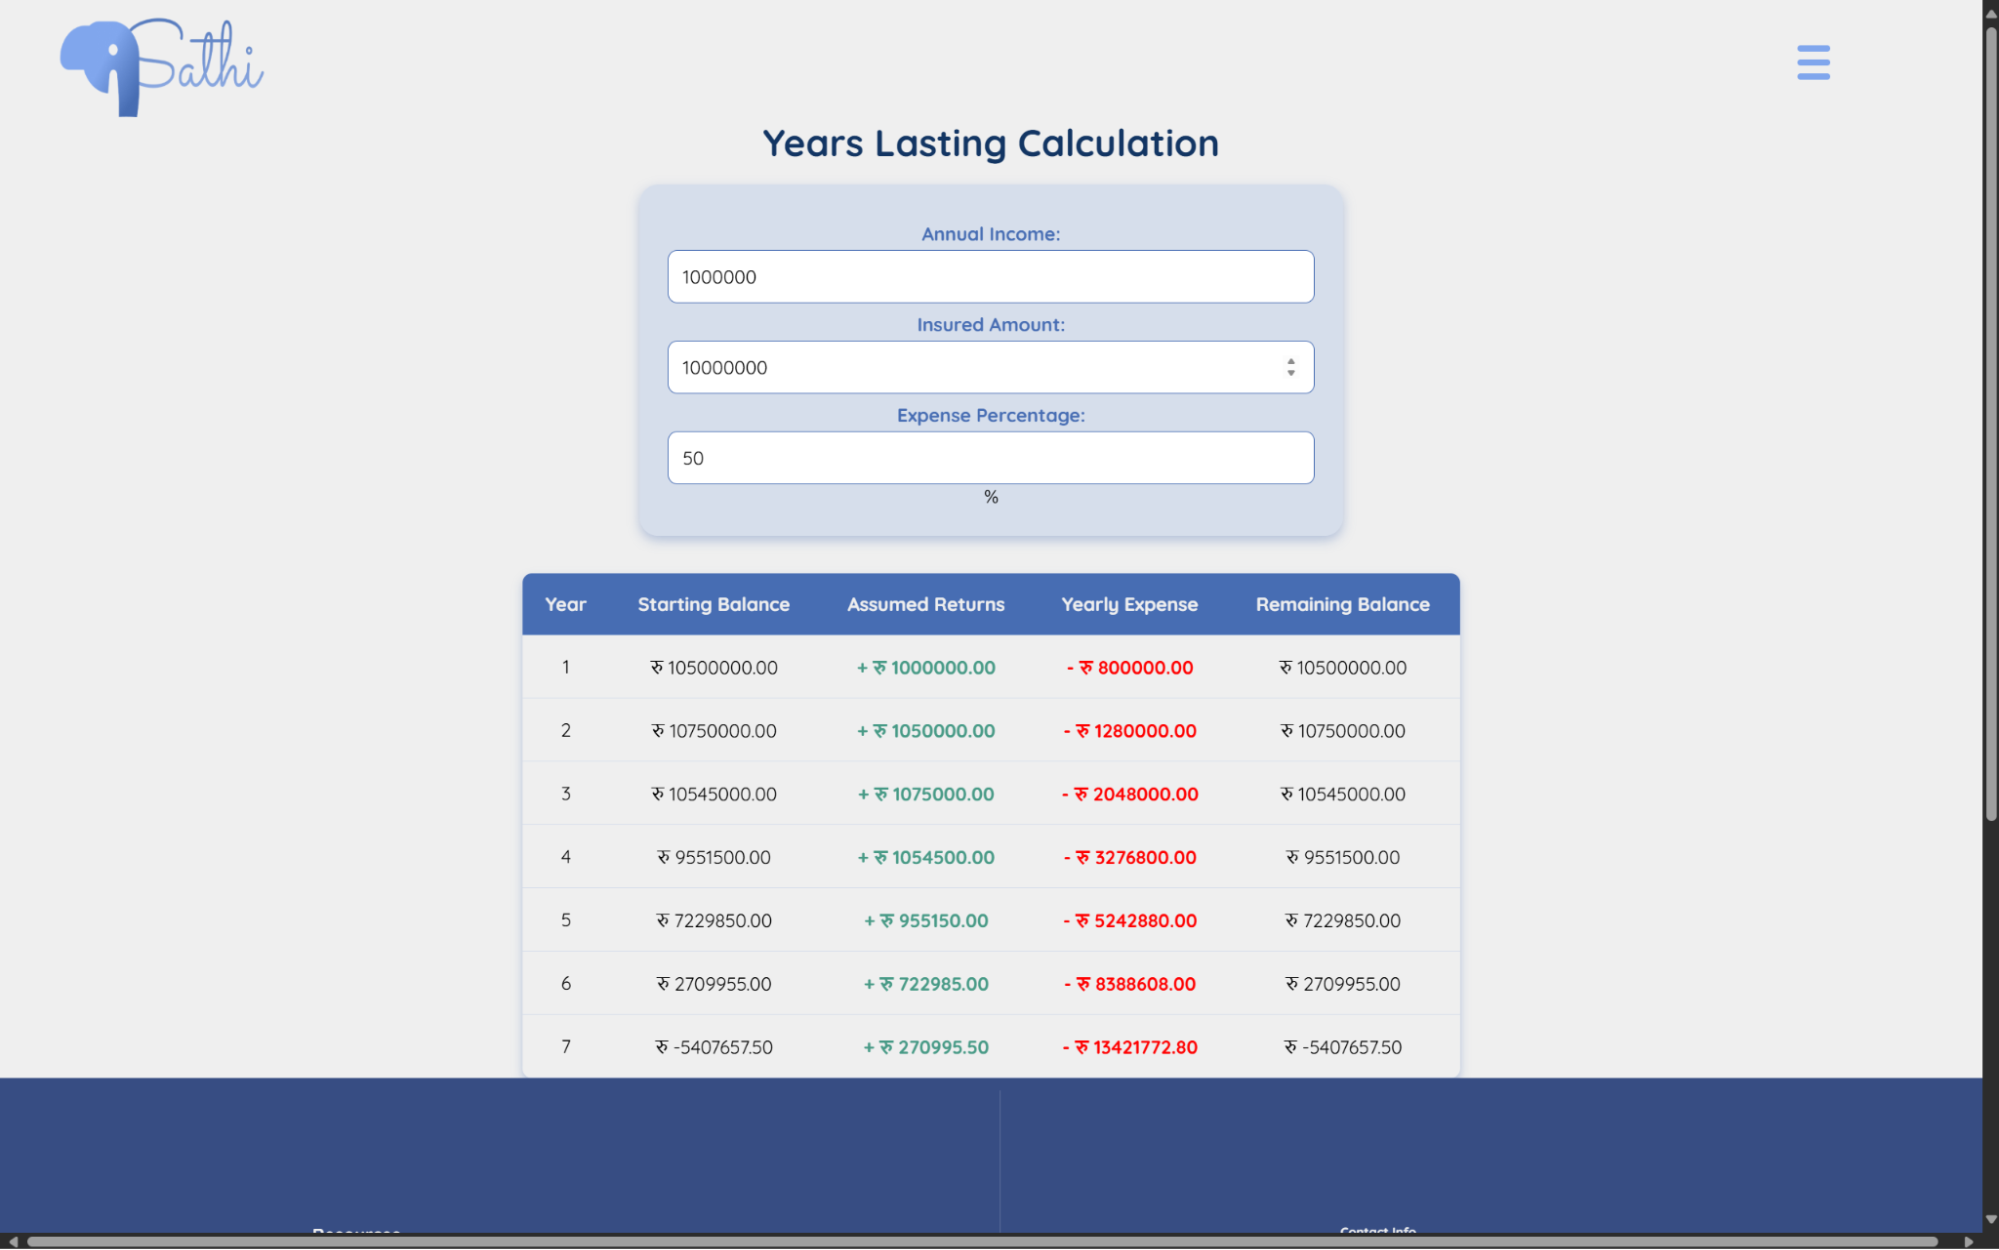 Sathi
Years Lasting Calculation
Annual Income:
1000000
Insured Amount:
10000000
Expense Percentage:
50
%
Year Starting Balance Assumed Returns Yearly Expense Remaining Balance
1 रु 10500000.00 + रु 1000000.00 - रु 800000.00 रु 10500000.00
2 रु 10750000.00 + रु 1050000.00 - रु 1280000.00 रु 10750000.00
3 रु 10545000.00 + रु 1075000.00 - रु 2048000.00 रु 10545000.00
4 रु 9551500.00 + रु 1054500.00 - रु 3276800.00 रु 9551500.00
5 रु 7229850.00 + रु 955150.00 - रु 5242880.00 रु 7229850.00
6 रु 2709955.00 + रु 722985.00 - रु 8388608.00 रु 2709955.00
7 रु -5407657.50 + रु 270995.50 - रु 13421772.80 रु -5407657.50
Resources Contact Info